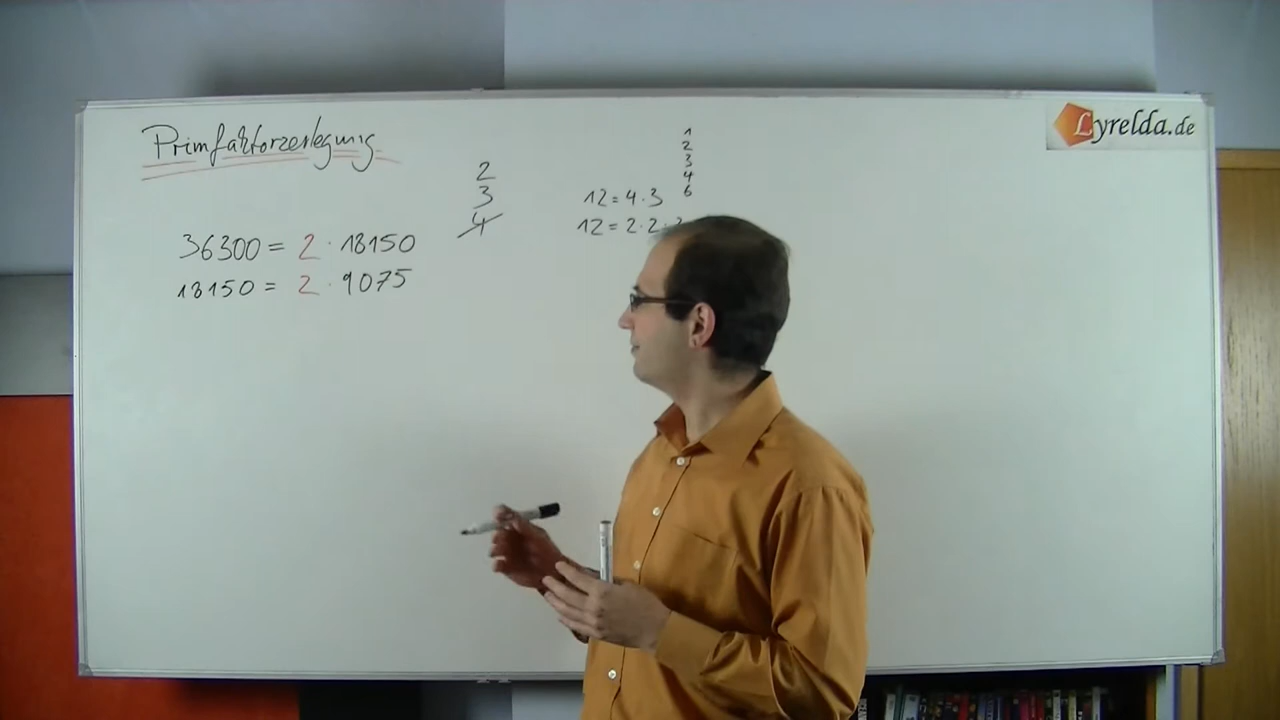 Primfaktorzerlegung
36300 = 2 · 18150
18150 = 2 · 9075
2
3
4
12 = 4 · 3
12 = 2 · 2 ·
1
2
3
4
6
Lyrelda.de